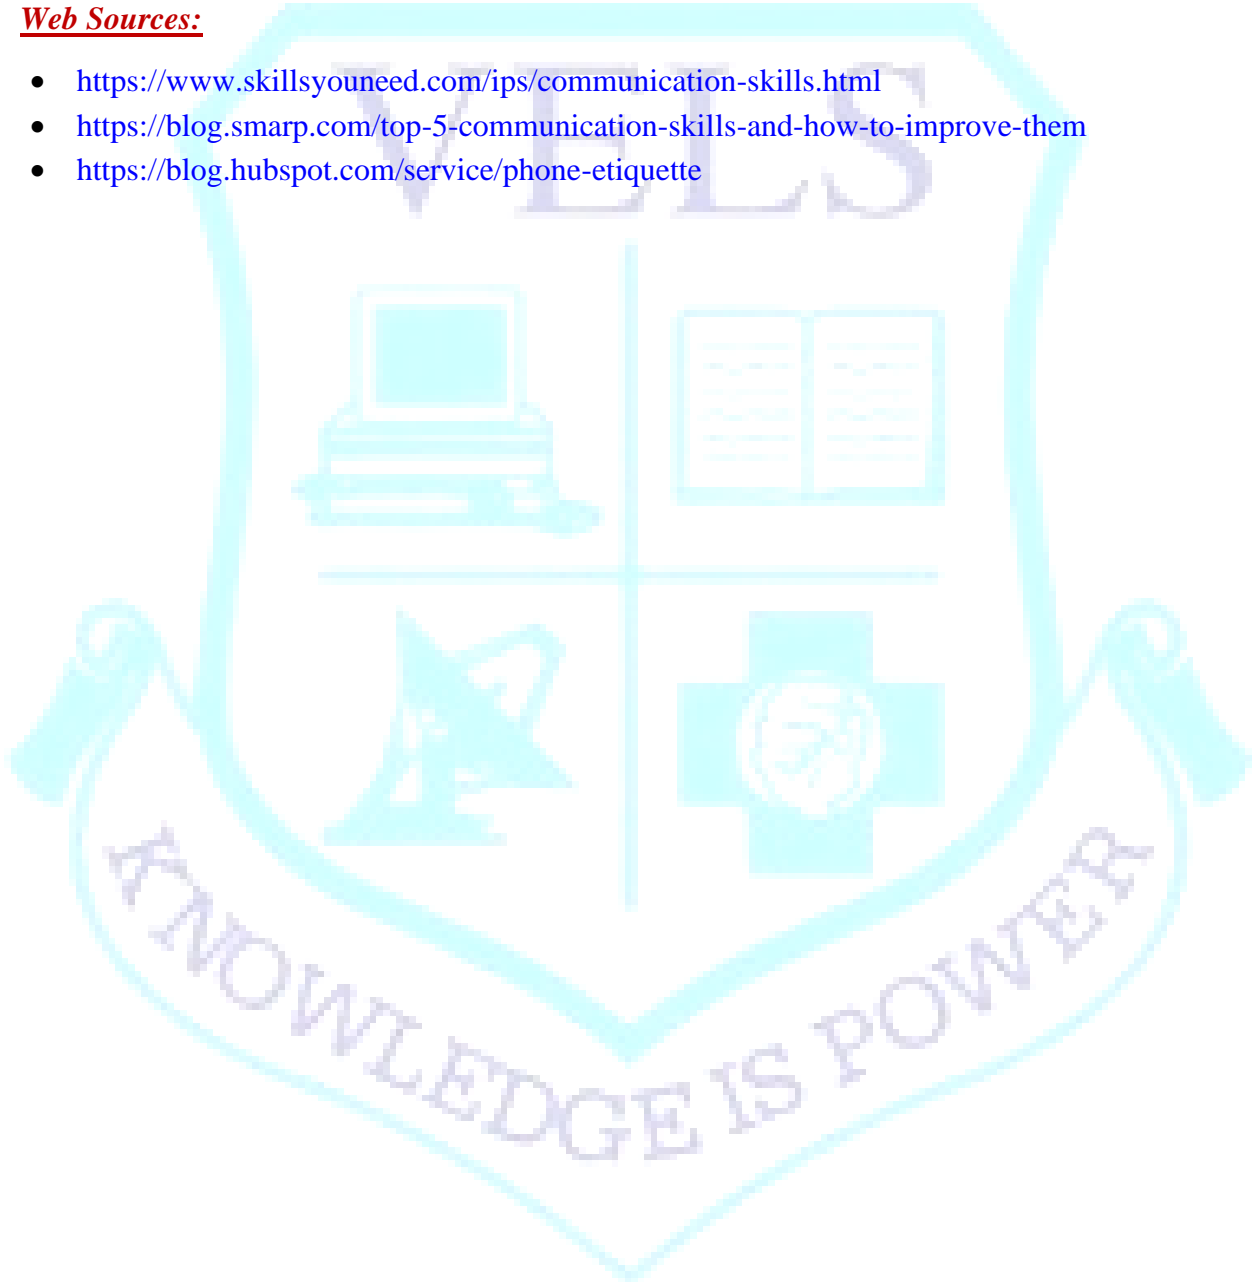 Web Sources:
• https://www.skillsyouneed.com/ips/communication-skills.html
• https://blog.smarp.com/top-5-communication-skills-and-how-to-improve-them
• https://blog.hubspot.com/service/phone-etiquette
VELS
KNOWLEDGE IS POWER